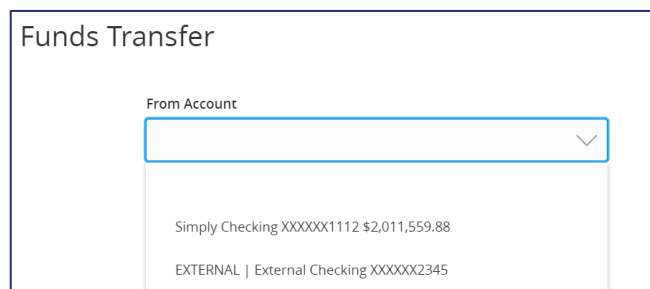 Funds Transfer
From Account
Simply Checking XXXXXX1112 $2,011,559.88
EXTERNAL | External Checking XXXXXX2345